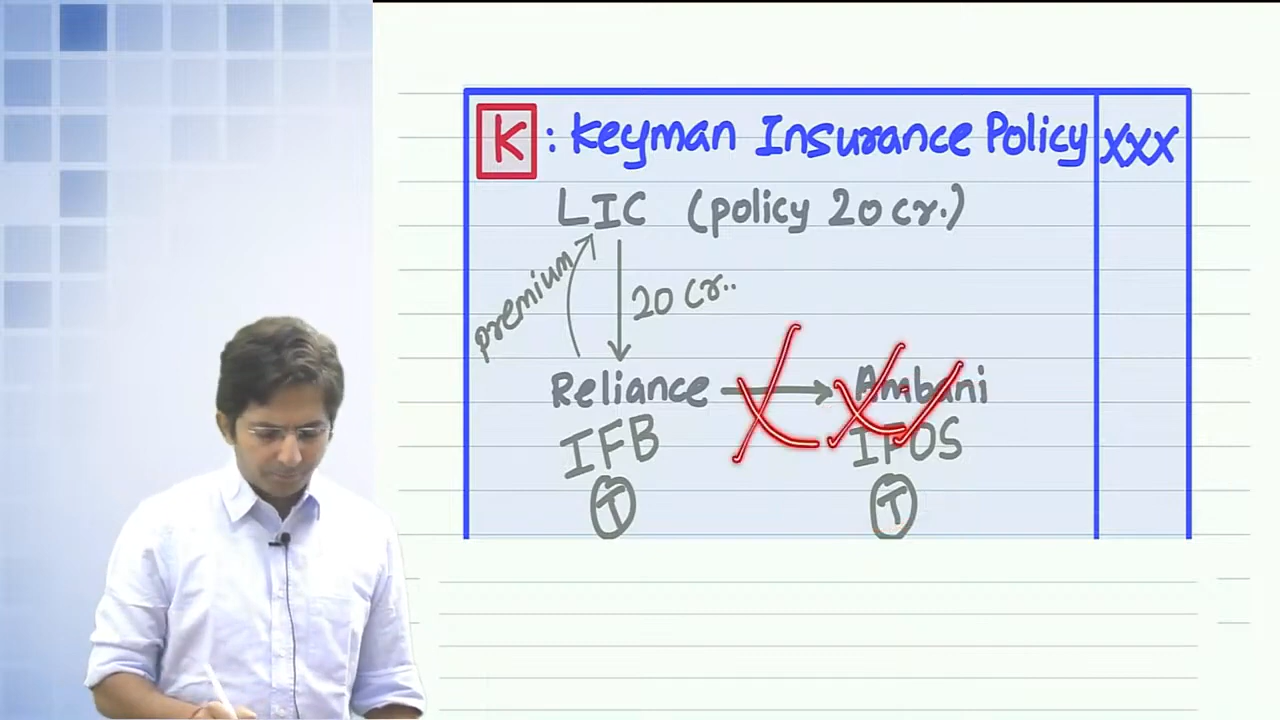 K : Keyman Insurance Policy XXX
LIC (policy 20 cr.)
premium
20 Cr..
Reliance Ambani
IFB IFOS
T T